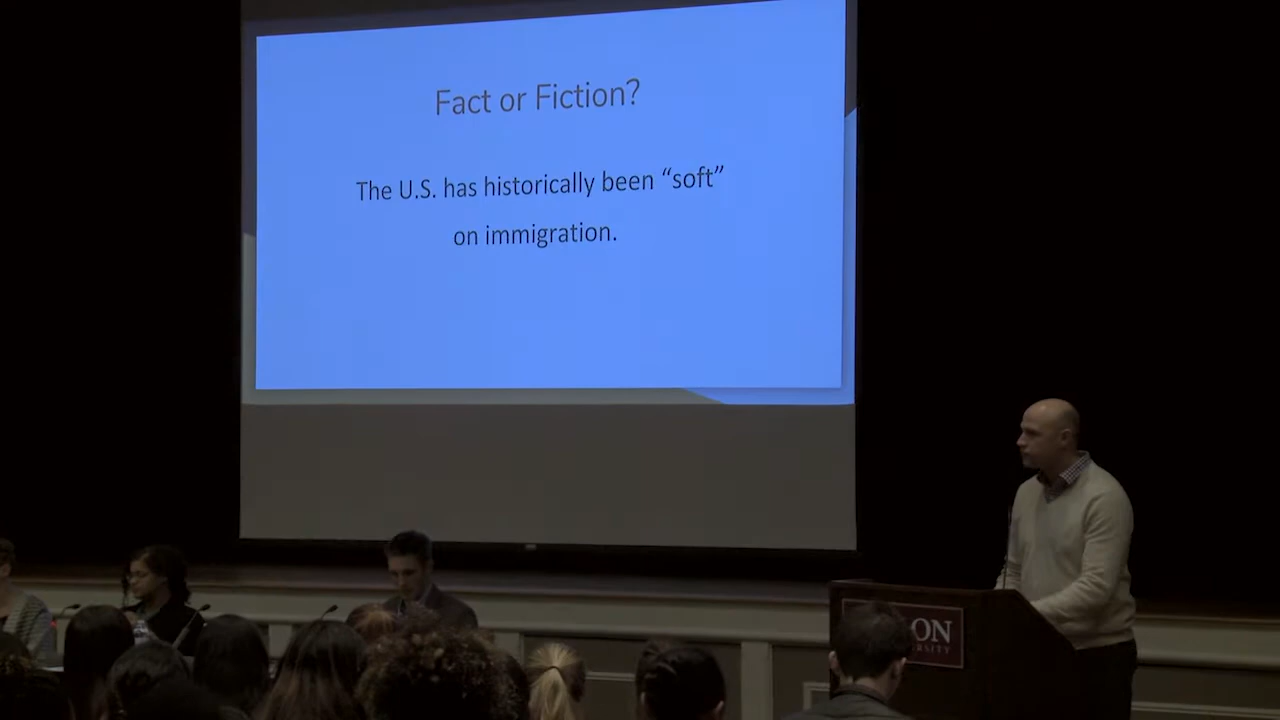 Fact or Fiction?
The U.S. has historically been “soft”
on immigration.